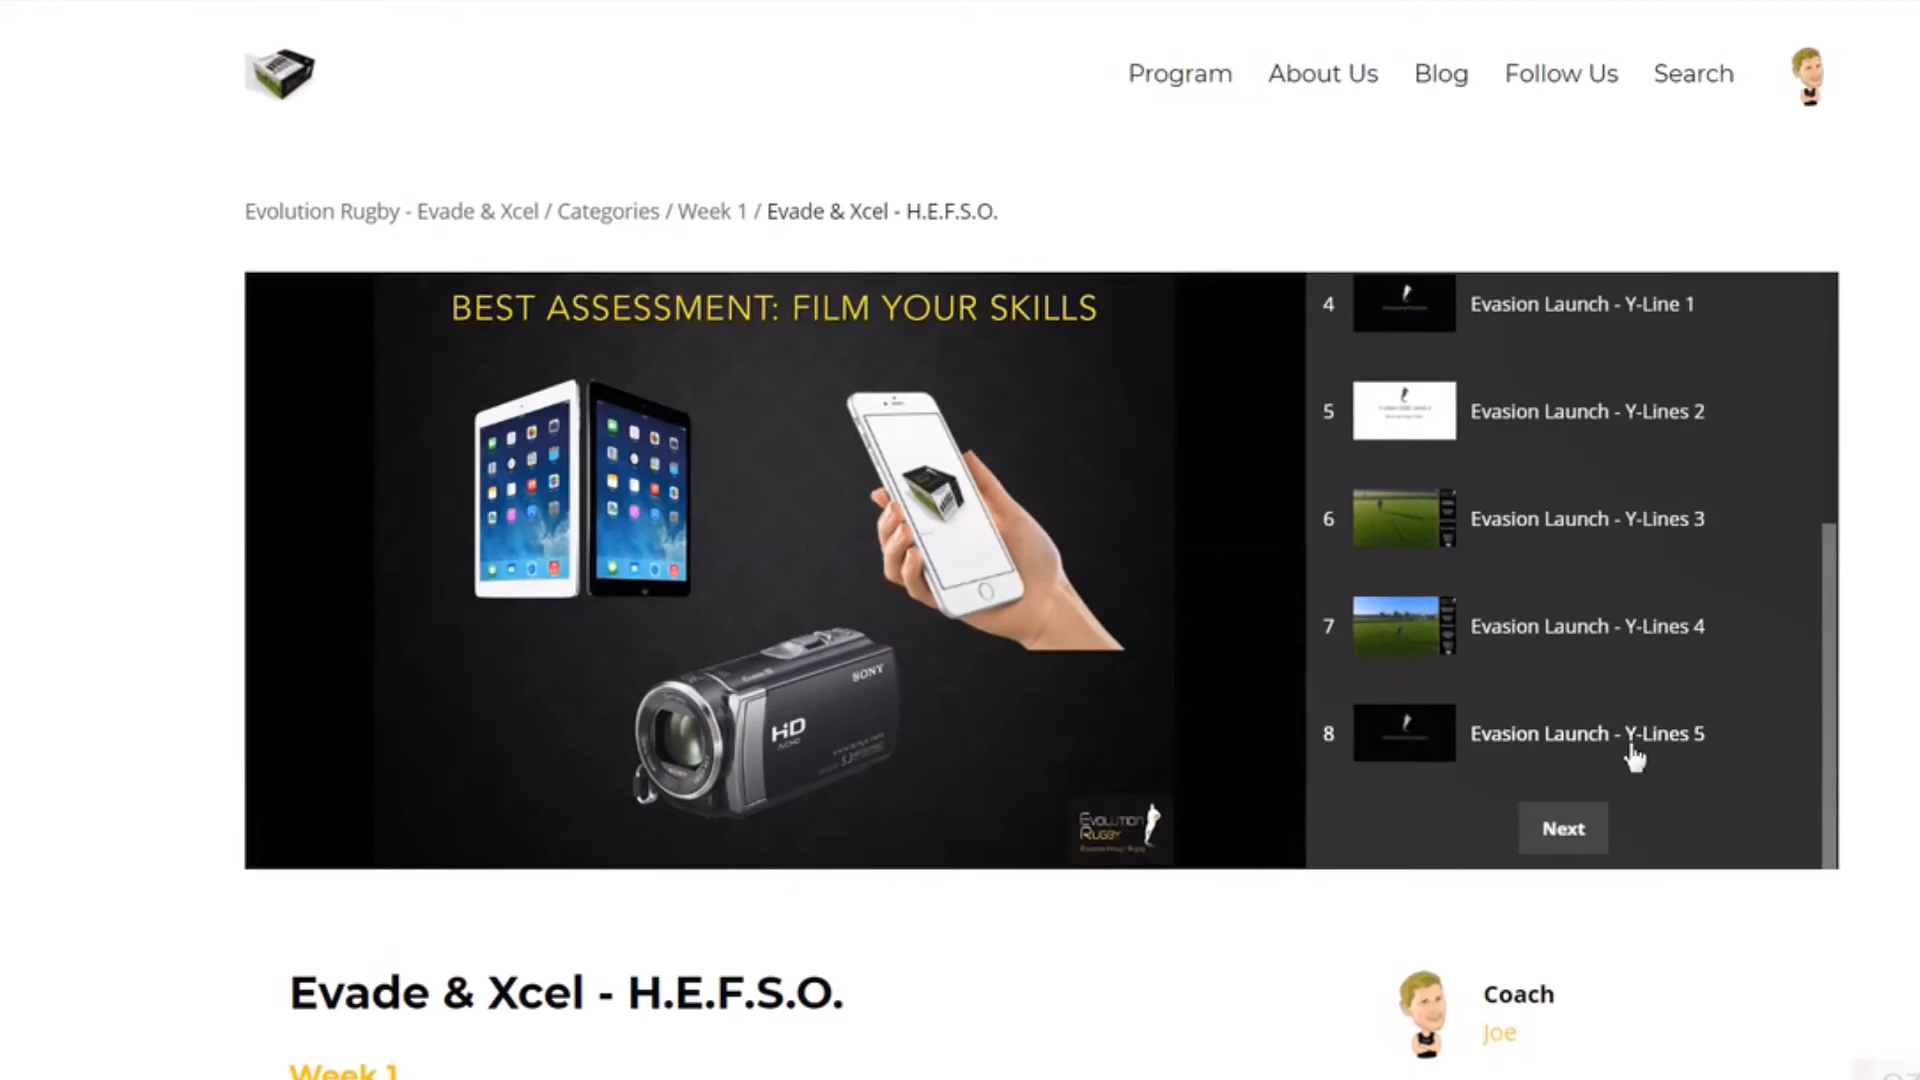 Program
About Us
Blog
Follow Us
Search
Evolution Rugby - Evade & Xcel / Categories / Week 1 / Evade & Xcel - H.E.F.S.O.
BEST ASSESSMENT: FILM YOUR SKILLS
SONY
HD
EVOLUTION
RUGBY
4 Evasion Launch - Y-Line 1
5 Evasion Launch - Y-Lines 2
6 Evasion Launch - Y-Lines 3
7 Evasion Launch - Y-Lines 4
8 Evasion Launch - Y-Lines 5
Next
Evade & Xcel - H.E.F.S.O.
Week 1
Coach
Joe